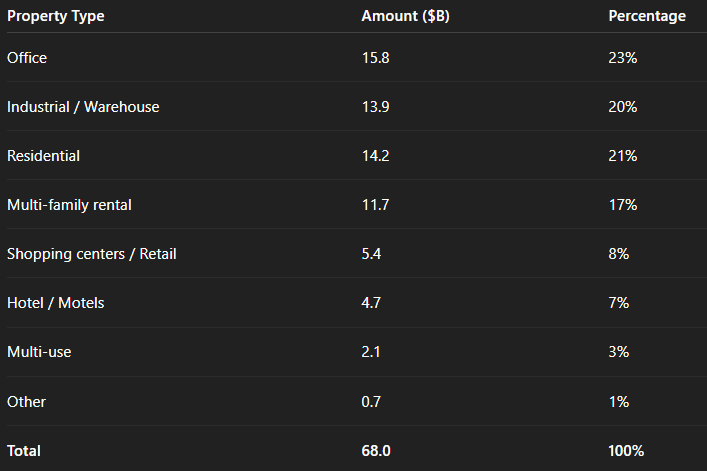 Property Type Amount ($B) Percentage
Office 15.8 23%
Industrial / Warehouse 13.9 20%
Residential 14.2 21%
Multi-family rental 11.7 17%
Shopping centers / Retail 5.4 8%
Hotel / Motels 4.7 7%
Multi-use 2.1 3%
Other 0.7 1%
Total 68.0 100%